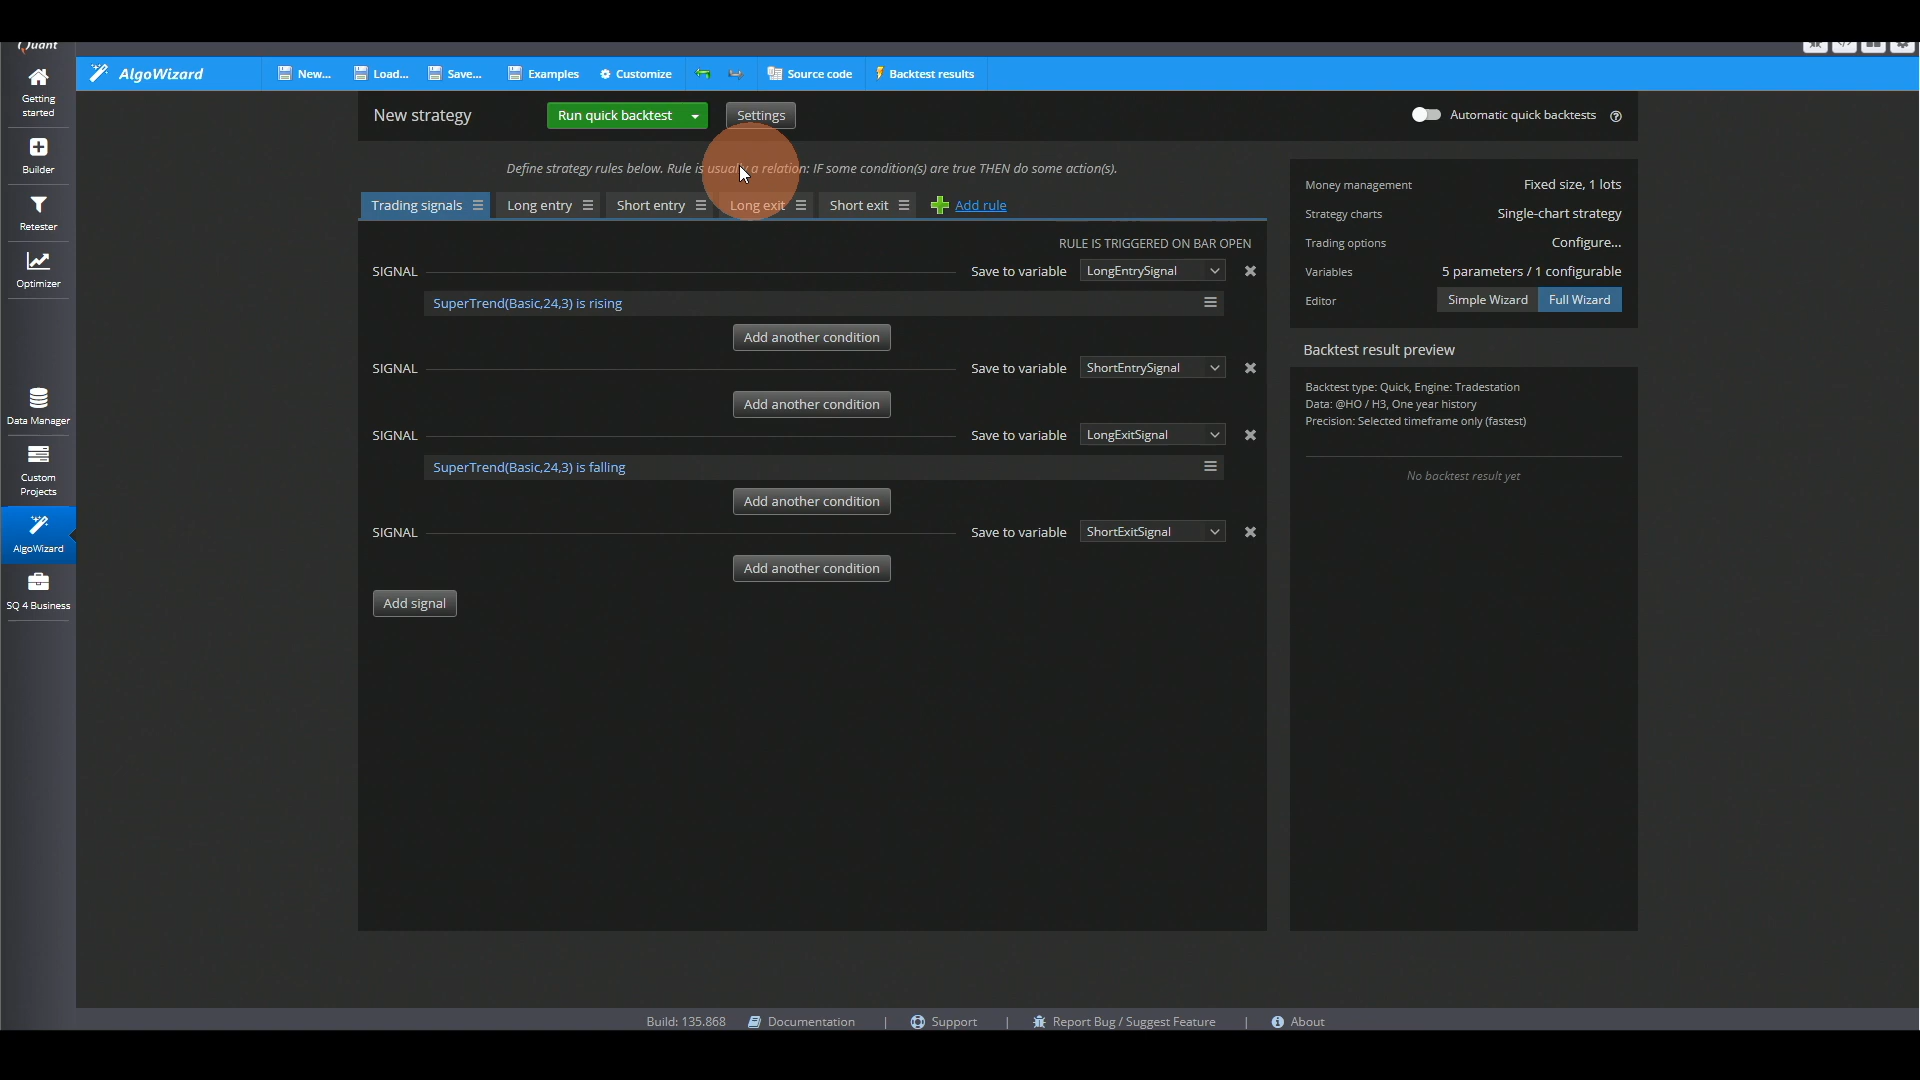 Quant
AlgoWizard
New...
Load...
Save...
Examples
Customize
Source code
Backtest results
Getting
started
Builder
Retester
Optimizer
Data Manager
Custom
Projects
AlgoWizard
SQ 4 Business
New strategy
Run quick backtest
Settings
Automatic quick backtests
Define strategy rules below. Rule is usually a relation: IF some condition(s) are true THEN do some action(s).
Trading signals
Long entry
Short entry
Long exit
Short exit
Add rule
RULE IS TRIGGERED ON BAR OPEN
SIGNAL Save to variable LongEntrySignal
SuperTrend(Basic,24,3) is rising
Add another condition
SIGNAL Save to variable ShortEntrySignal
Add another condition
SIGNAL Save to variable LongExitSignal
SuperTrend(Basic,24,3) is falling
Add another condition
SIGNAL Save to variable ShortExitSignal
Add another condition
Add signal
Money management Fixed size, 1 lots
Strategy charts Single-chart strategy
Trading options Configure...
Variables 5 parameters / 1 configurable
Editor Simple Wizard Full Wizard
Backtest result preview
Backtest type: Quick, Engine: Tradestation
Data: @HO / H3, One year history
Precision: Selected timeframe only (fastest)
No backtest result yet
Build: 135.868 Documentation | Support | Report Bug / Suggest Feature | About